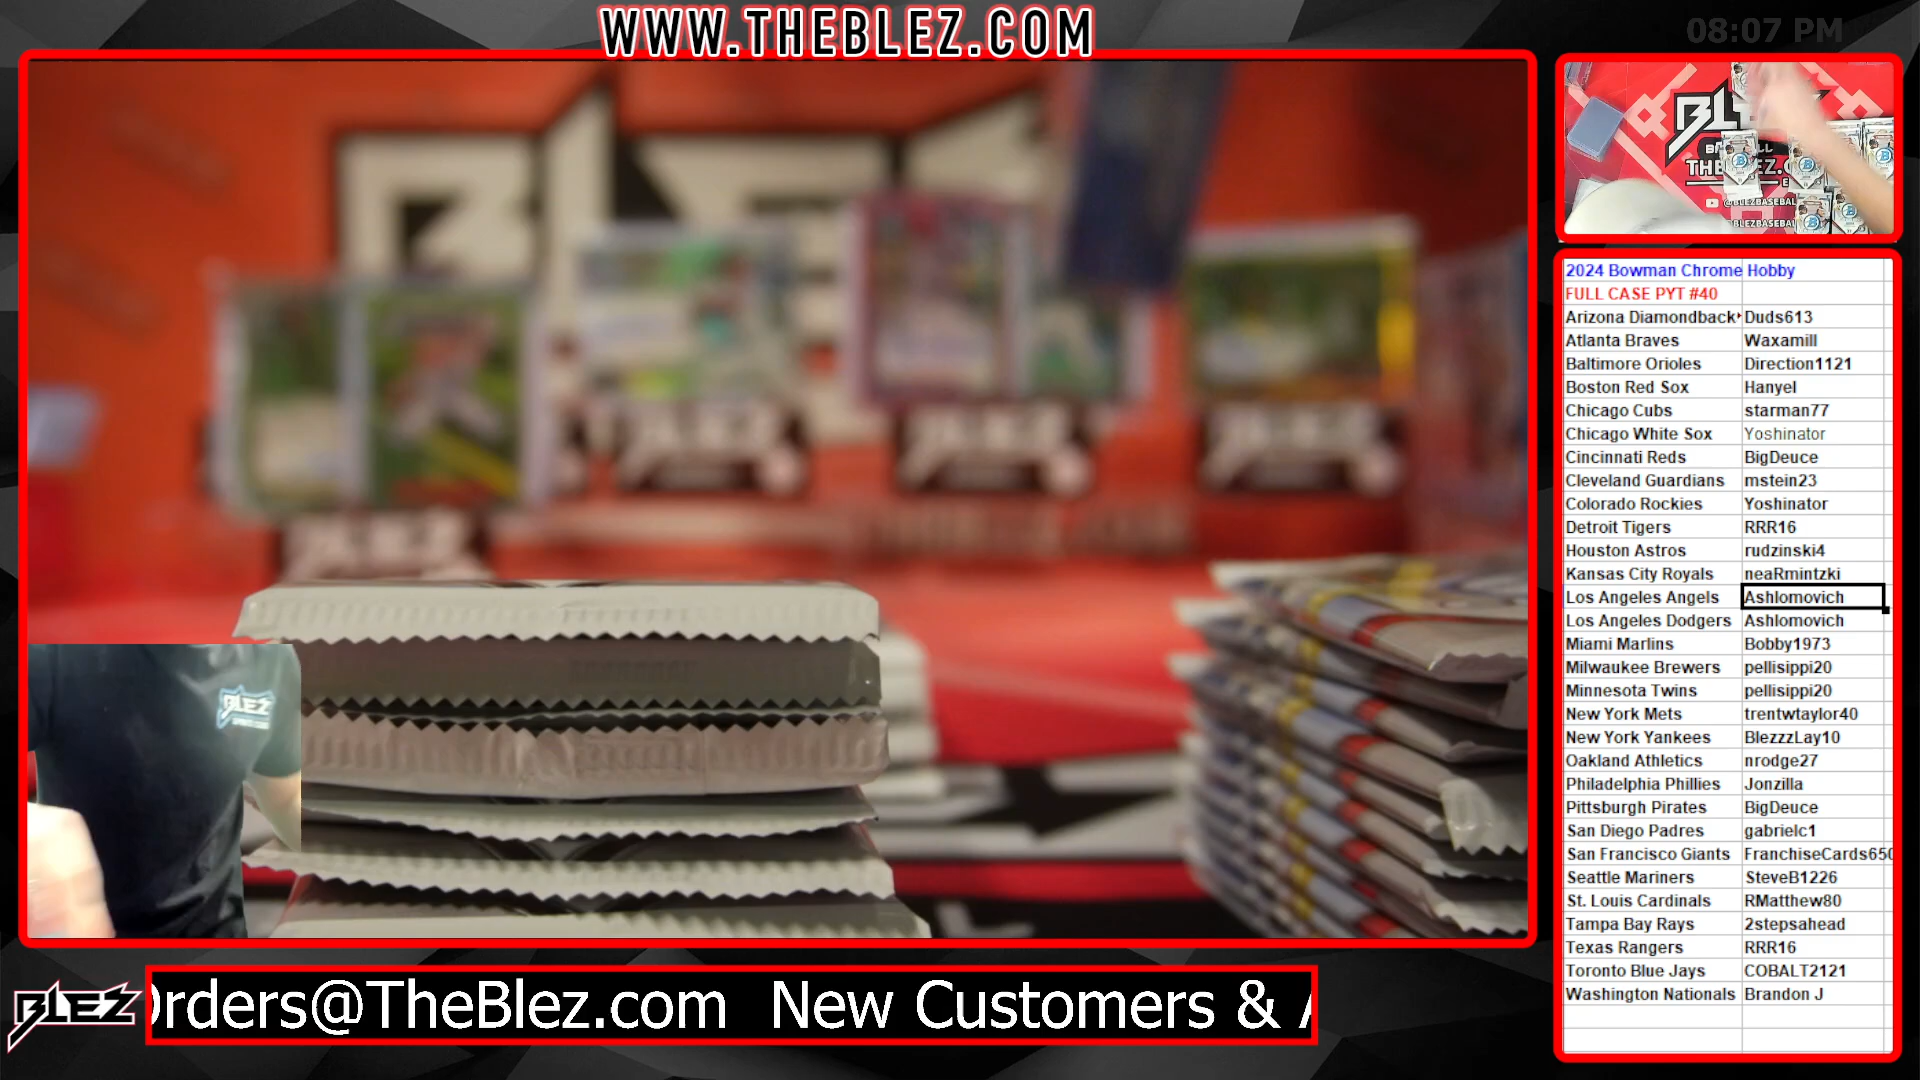 WWW.THEBLEZ.COM
08:07 PM
2024 Bowman Chrome Hobby
FULL CASE PYT #40
Arizona Diamondback Duds613
Atlanta Braves Waxamill
Baltimore Orioles Direction1121
Boston Red Sox Hanyel
Chicago Cubs starman77
Chicago White Sox Yoshinator
Cincinnati Reds BigDeuce
Cleveland Guardians mstein23
Colorado Rockies Yoshinator
Detroit Tigers RRR16
Houston Astros rudzinski4
Kansas City Royals neaRmintzki
Los Angeles Angels Ashlomovich
Los Angeles Dodgers Ashlomovich
Miami Marlins Bobby1973
Milwaukee Brewers pellisippi20
Minnesota Twins pellisippi20
New York Mets trentwtaylor40
New York Yankees BlezzzLay10
Oakland Athletics nrodge27
Philadelphia Phillies Jonzilla
Pittsburgh Pirates BigDeuce
San Diego Padres gabrielc1
San Francisco Giants FranchiseCards650
Seattle Mariners SteveB1226
St. Louis Cardinals RMatthew80
Tampa Bay Rays 2stepsahead
Texas Rangers RRR16
Toronto Blue Jays COBALT2121
Washington Nationals Brandon J
BLEZ
BLEZ
rders@TheBlez.com New Customers &